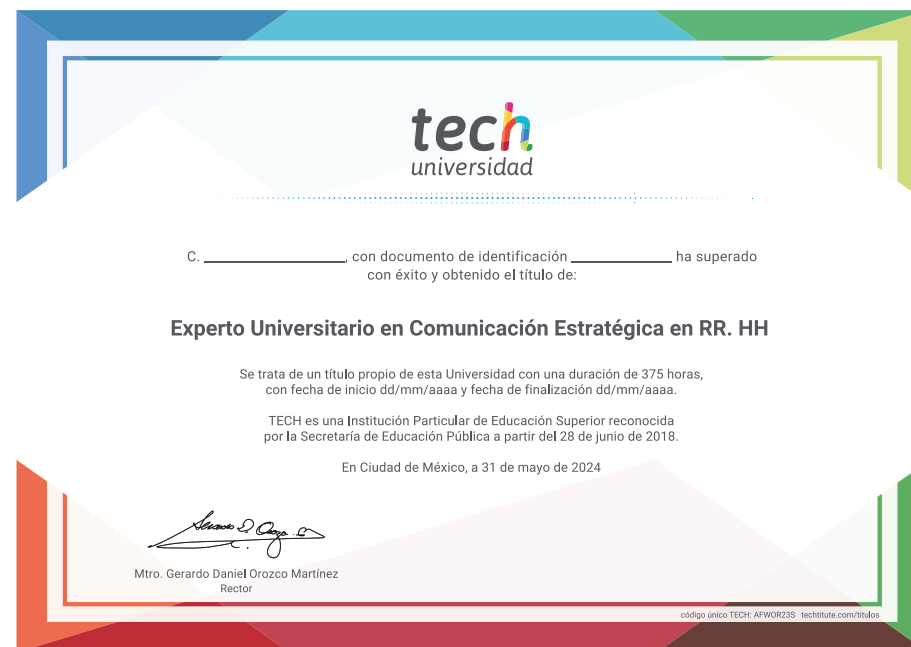 tech
universidad
C. ____________, con documento de identificación ____________ ha superado
con éxito y obtenido el título de:
Experto Universitario en Comunicación Estratégica en RR. HH
Se trata de un título propio de esta Universidad con una duración de 375 horas,
con fecha de inicio dd/mm/aaaa y fecha de finalización dd/mm/aaaa.
TECH es una Institución Particular de Educación Superior reconocida
por la Secretaría de Educación Pública a partir del 28 de junio de 2018.
En Ciudad de México, a 31 de mayo de 2024
Mtro. Gerardo Daniel Orozco Martínez
Rector
código único TECH: AFWOR23S techtitute.com/titulos